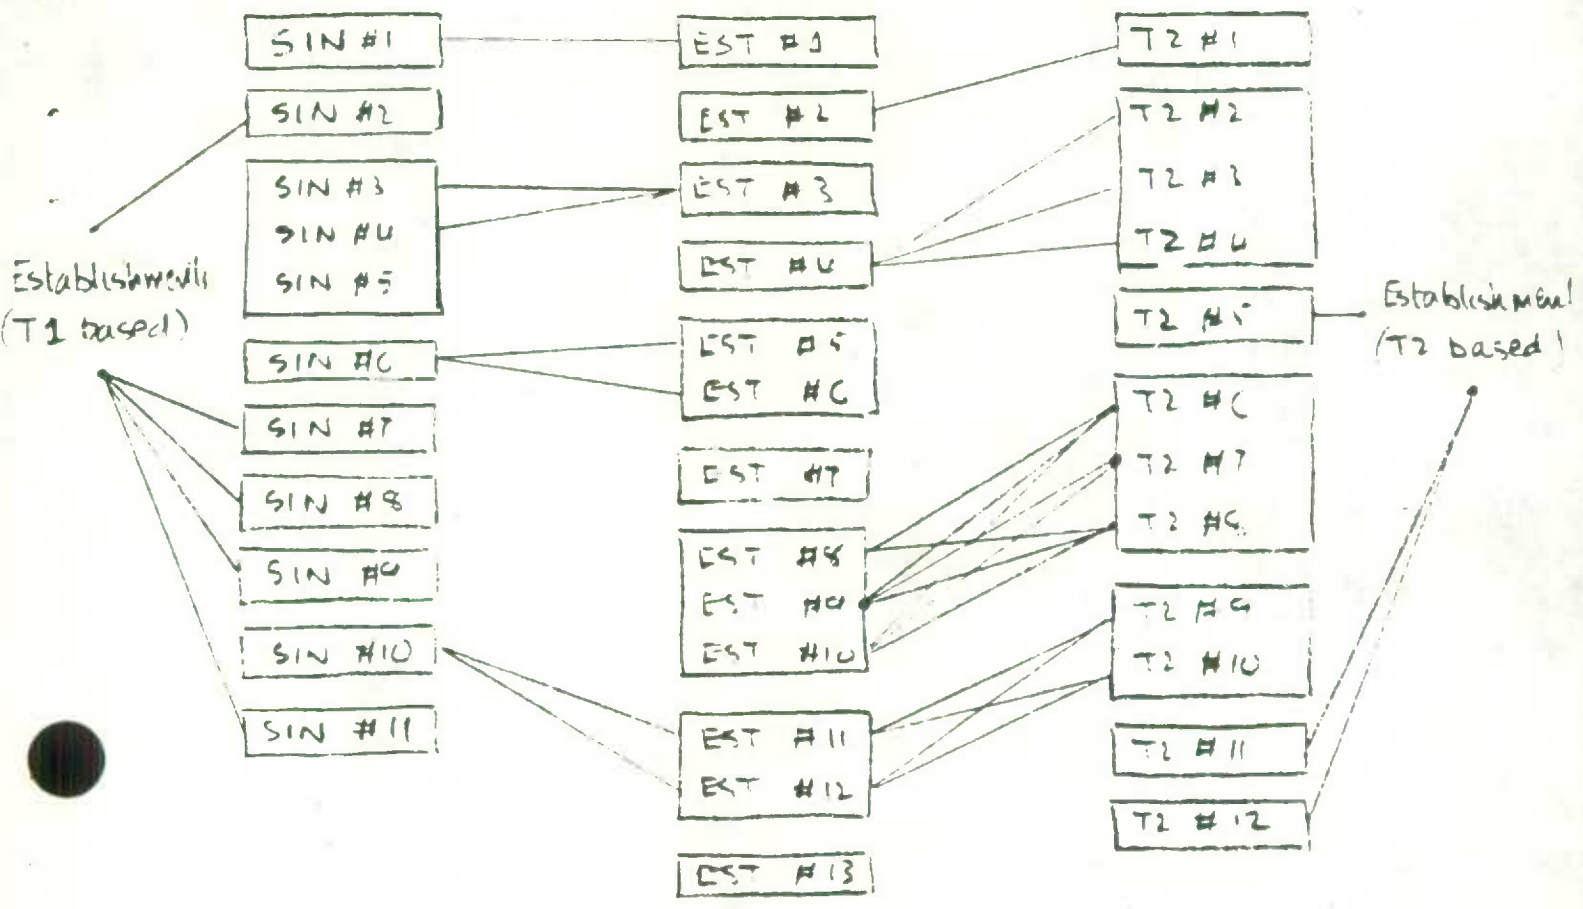 SIN #1
SIN #2
SIN #3
SIN #4
SIN #5
SIN #6
SIN #7
SIN #8
SIN #9
SIN #10
SIN #11
Establishments
(T1 based)
EST #1
EST #2
EST #3
EST #4
EST #5
EST #6
EST #7
EST #8
EST #9
EST #10
EST #11
EST #12
EST #13
T2 #1
T2 #2
T2 #3
T2 #4
T2 #5
T2 #6
T2 #7
T2 #8
T2 #9
T2 #10
T2 #11
T2 #12
Establishment
(T2 based)